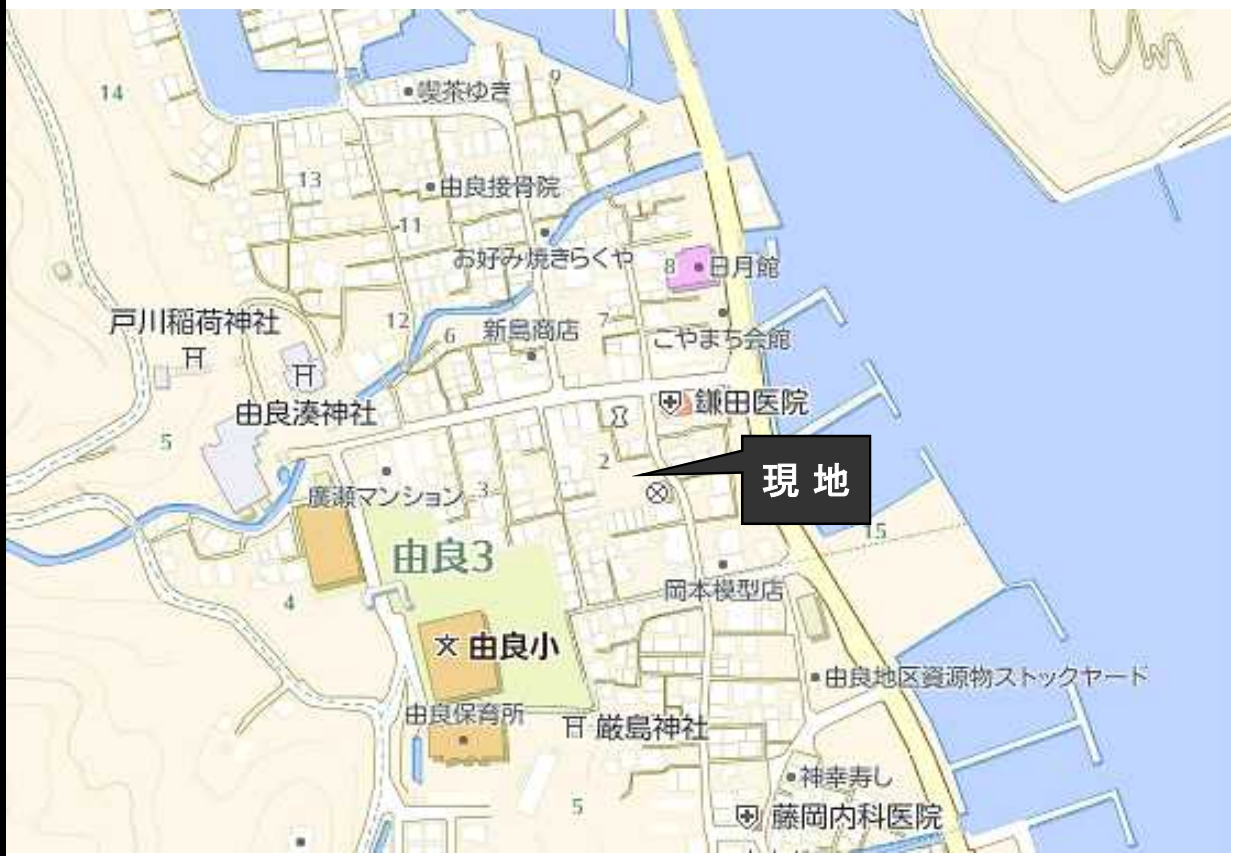 14
喫茶ゆき
9
13
由良接骨院
11
お好み焼きらくや
8
日月館
戸川稲荷神社
12
6
新島商店
7
こやまち会館
由良湊神社
鎌田医院
5
2
現地
廣瀬マンション
3
15
由良3
岡本模型店
4
文 由良小
由良地区資源物ストックヤード
由良保育所
厳島神社
神幸寿し
5
藤岡内科医院